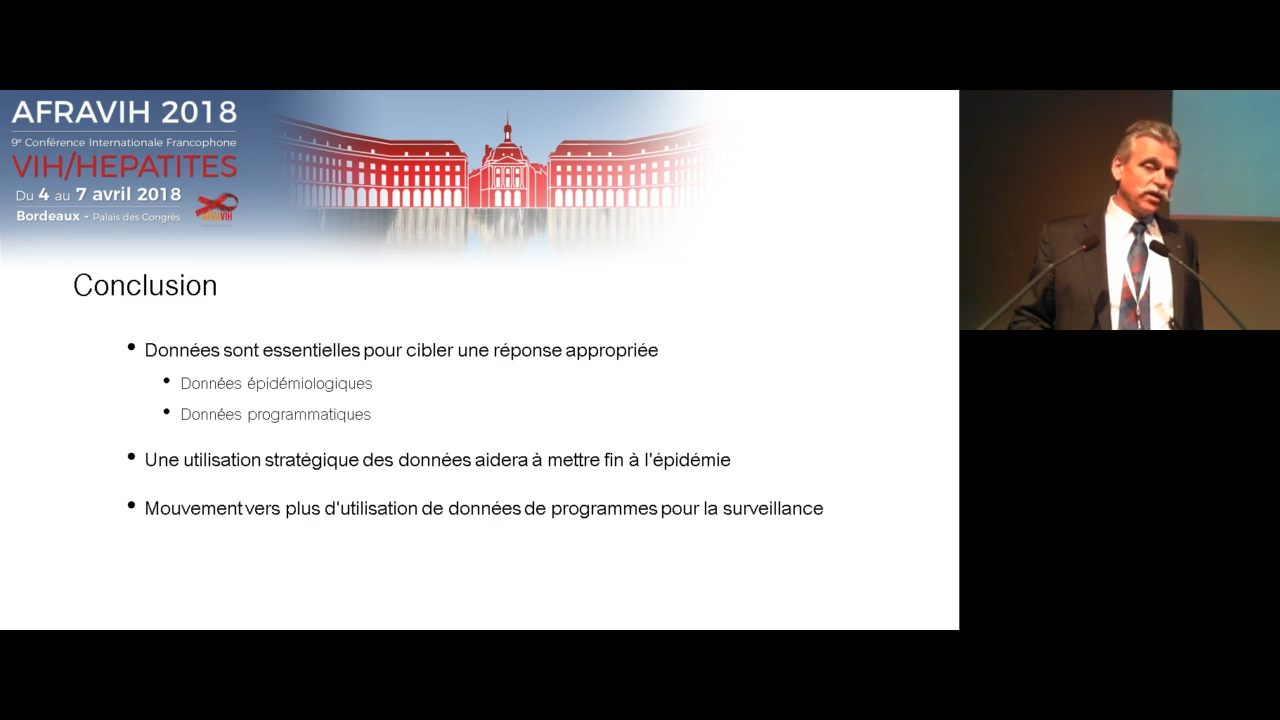 AFRAVIH 2018
9e Conférence Internationale Francophone
VIH/HEPATITES
Du 4 au 7 avril 2018
Bordeaux - Palais des Congrès
AFRAVIH
Conclusion
• Données sont essentielles pour cibler une réponse appropriée
• Données épidémiologiques
• Données programmatiques
• Une utilisation stratégique des données aidera à mettre fin à l'épidémie
• Mouvement vers plus d'utilisation de données de programmes pour la surveillance